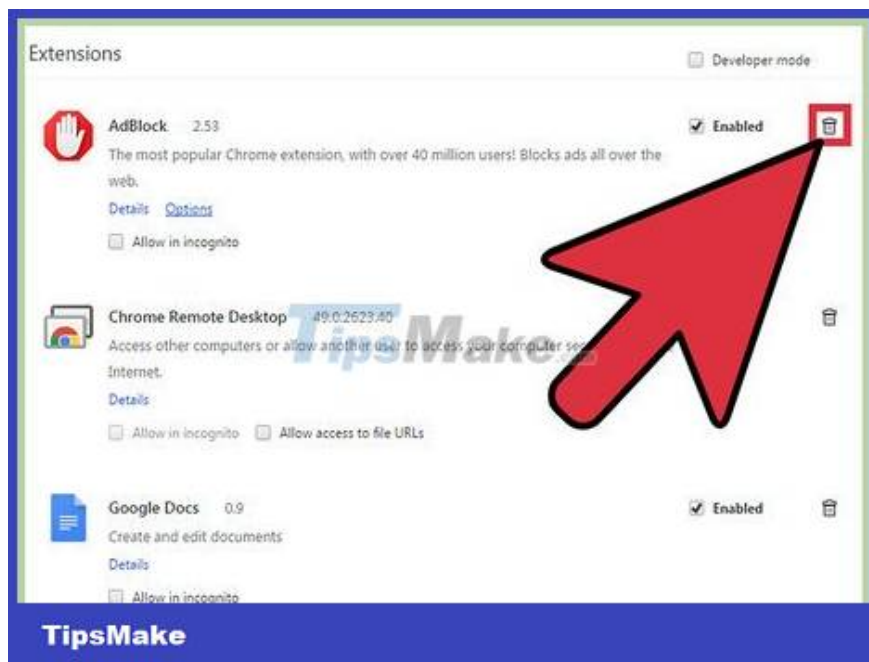 Extensions
Developer mode
AdBlock 2.53
Enabled
The most popular Chrome extension, with over 40 million users! Blocks ads all over the
web.
Details Options
Allow in incognito
Chrome Remote Desktop 49.0.2623.40
Access other computers or allow another user to access your computer
Internet.
Details
Allow in incognito Allow access to file URLs
TipsMake
Google Docs 0.9
Enabled
Create and edit documents
Details
Allow in incognito
TipsMake